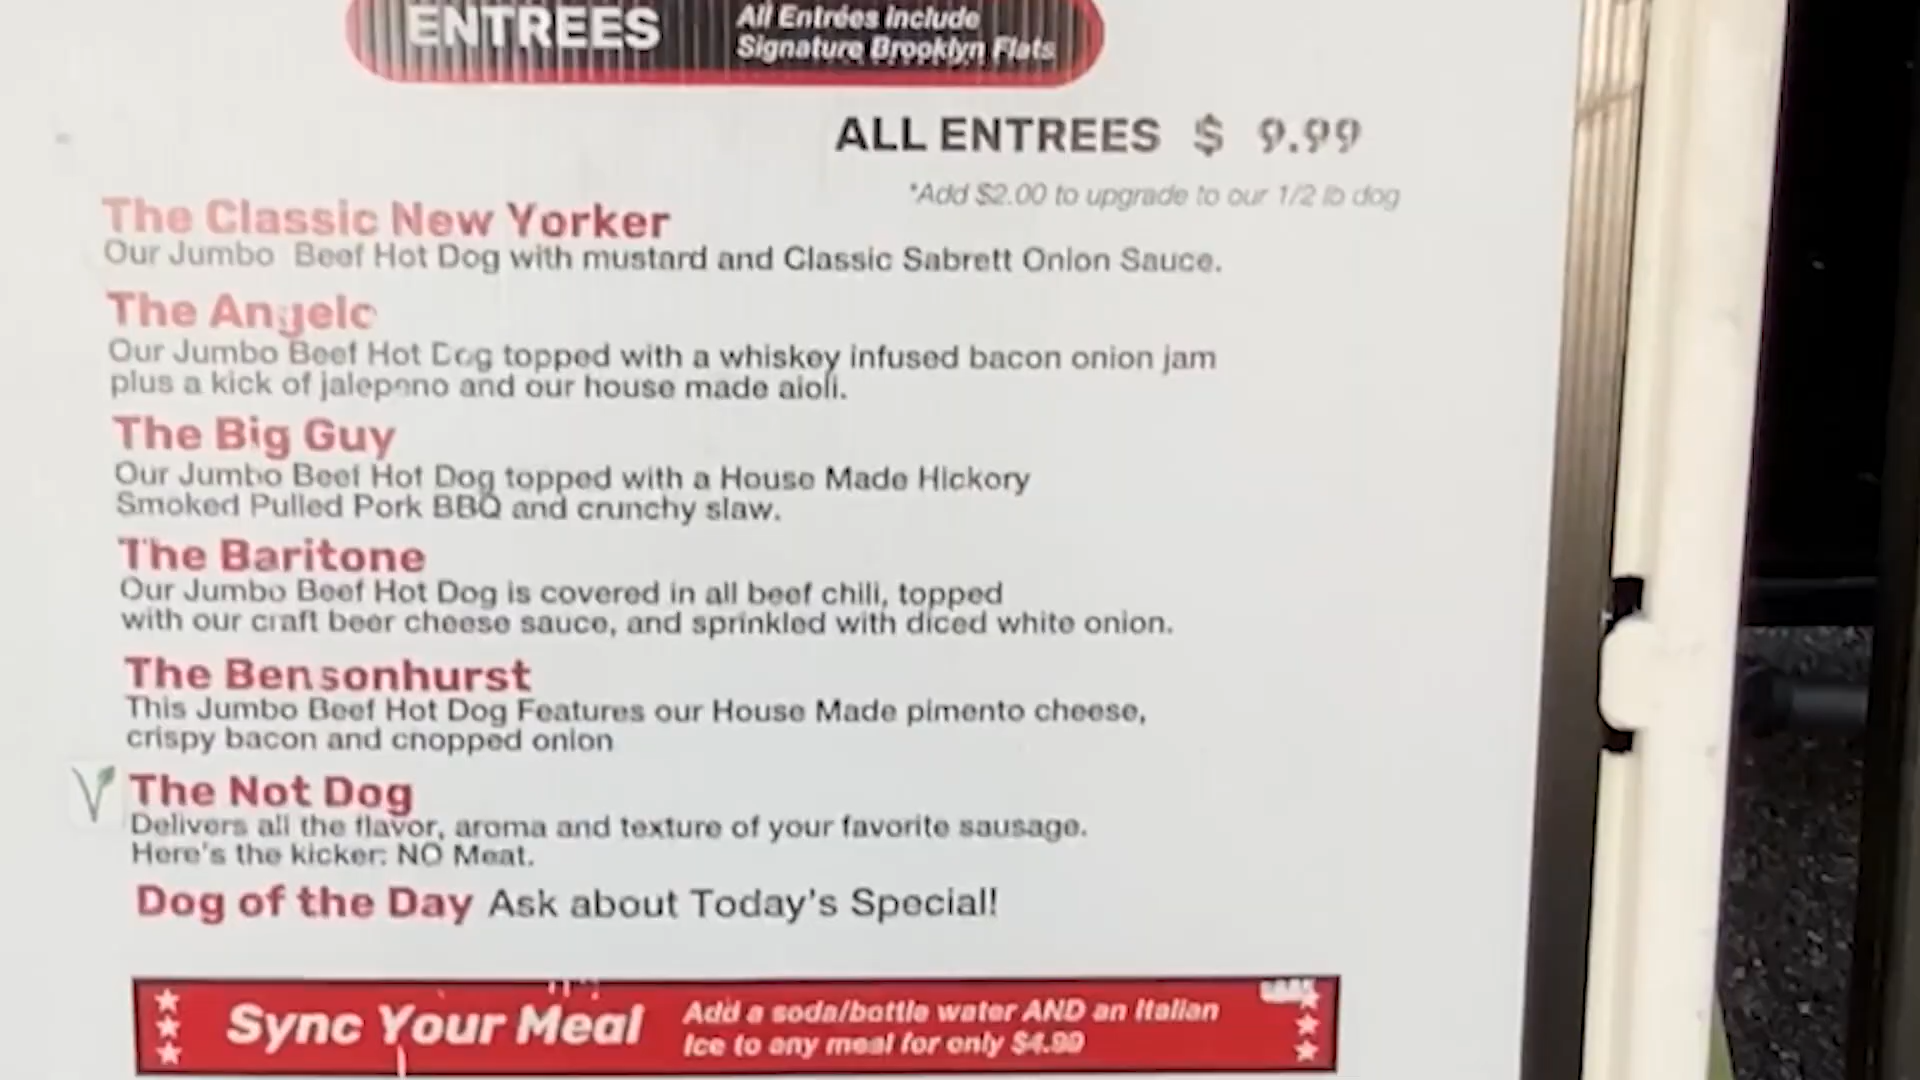 ENTREES
All Entrées include
Signature Brooklyn Flats
ALL ENTREES $ 9.99
*Add $2.00 to upgrade to our 1/2 lb dog
The Classic New Yorker
Our Jumbo Beef Hot Dog with mustard and Classic Sabrett Onion Sauce.
The Angelo
Our Jumbo Beef Hot Dog topped with a whiskey infused bacon onion jam
plus a kick of jalepeno and our house made aioli.
The Big Guy
Our Jumbo Beef Hot Dog topped with a House Made Hickory
Smoked Pulled Pork BBQ and crunchy slaw.
The Baritone
Our Jumbo Beef Hot Dog is covered in all beef chili, topped
with our craft beer cheese sauce, and sprinkled with diced white onion.
The Bensonhurst
This Jumbo Beef Hot Dog Features our House Made pimento cheese,
crispy bacon and chopped onion
The Not Dog
Delivers all the flavor, aroma and texture of your favorite sausage.
Here's the kicker: NO Meat.
Dog of the Day Ask about Today's Special!
Sync Your Meal
Add a soda/bottle water AND an Italian
Ice to any meal for only $4.99